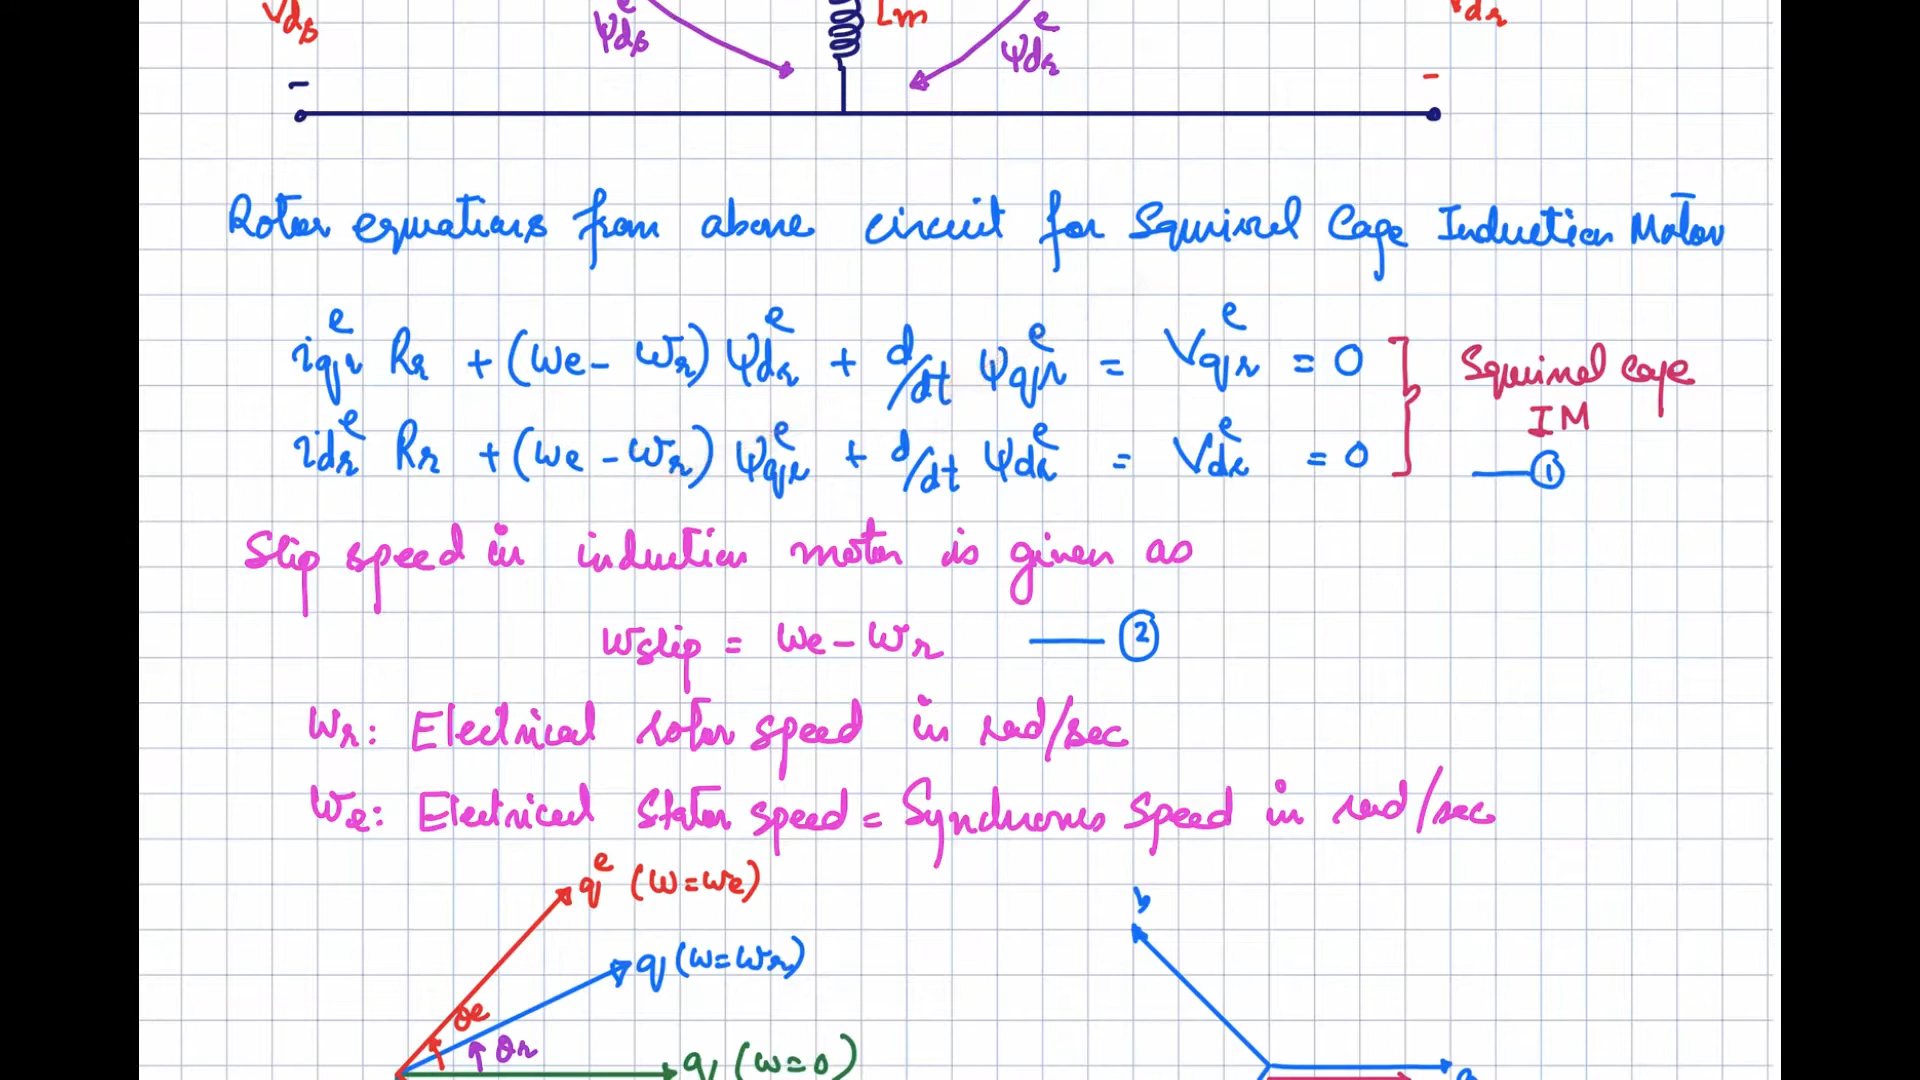 Vds
ψds^e
Lm
ψdr^e
Vdr
-
-
Rotor equations from above circuit for Squirrel Cage Induction Motor
iqr^e Rr + (ωe - ωr) ψdr^e + d/dt ψqr^e = Vqr^e = 0
idr^e Rr + (ωe - ωr) ψqr^e + d/dt ψdr^e = Vdr^e = 0
Squirrel Cage
IM
—— ①
Slip speed in induction motor is given as
ωslip = ωe - ωr —— ②
ωr: Electrical rotor speed in rad/sec
ωe: Electrical Stator speed = Synchronous Speed in rad/sec
q^e (ω=ωe)
b
q (ω=ωr)
θe
θr
q (ω=0)